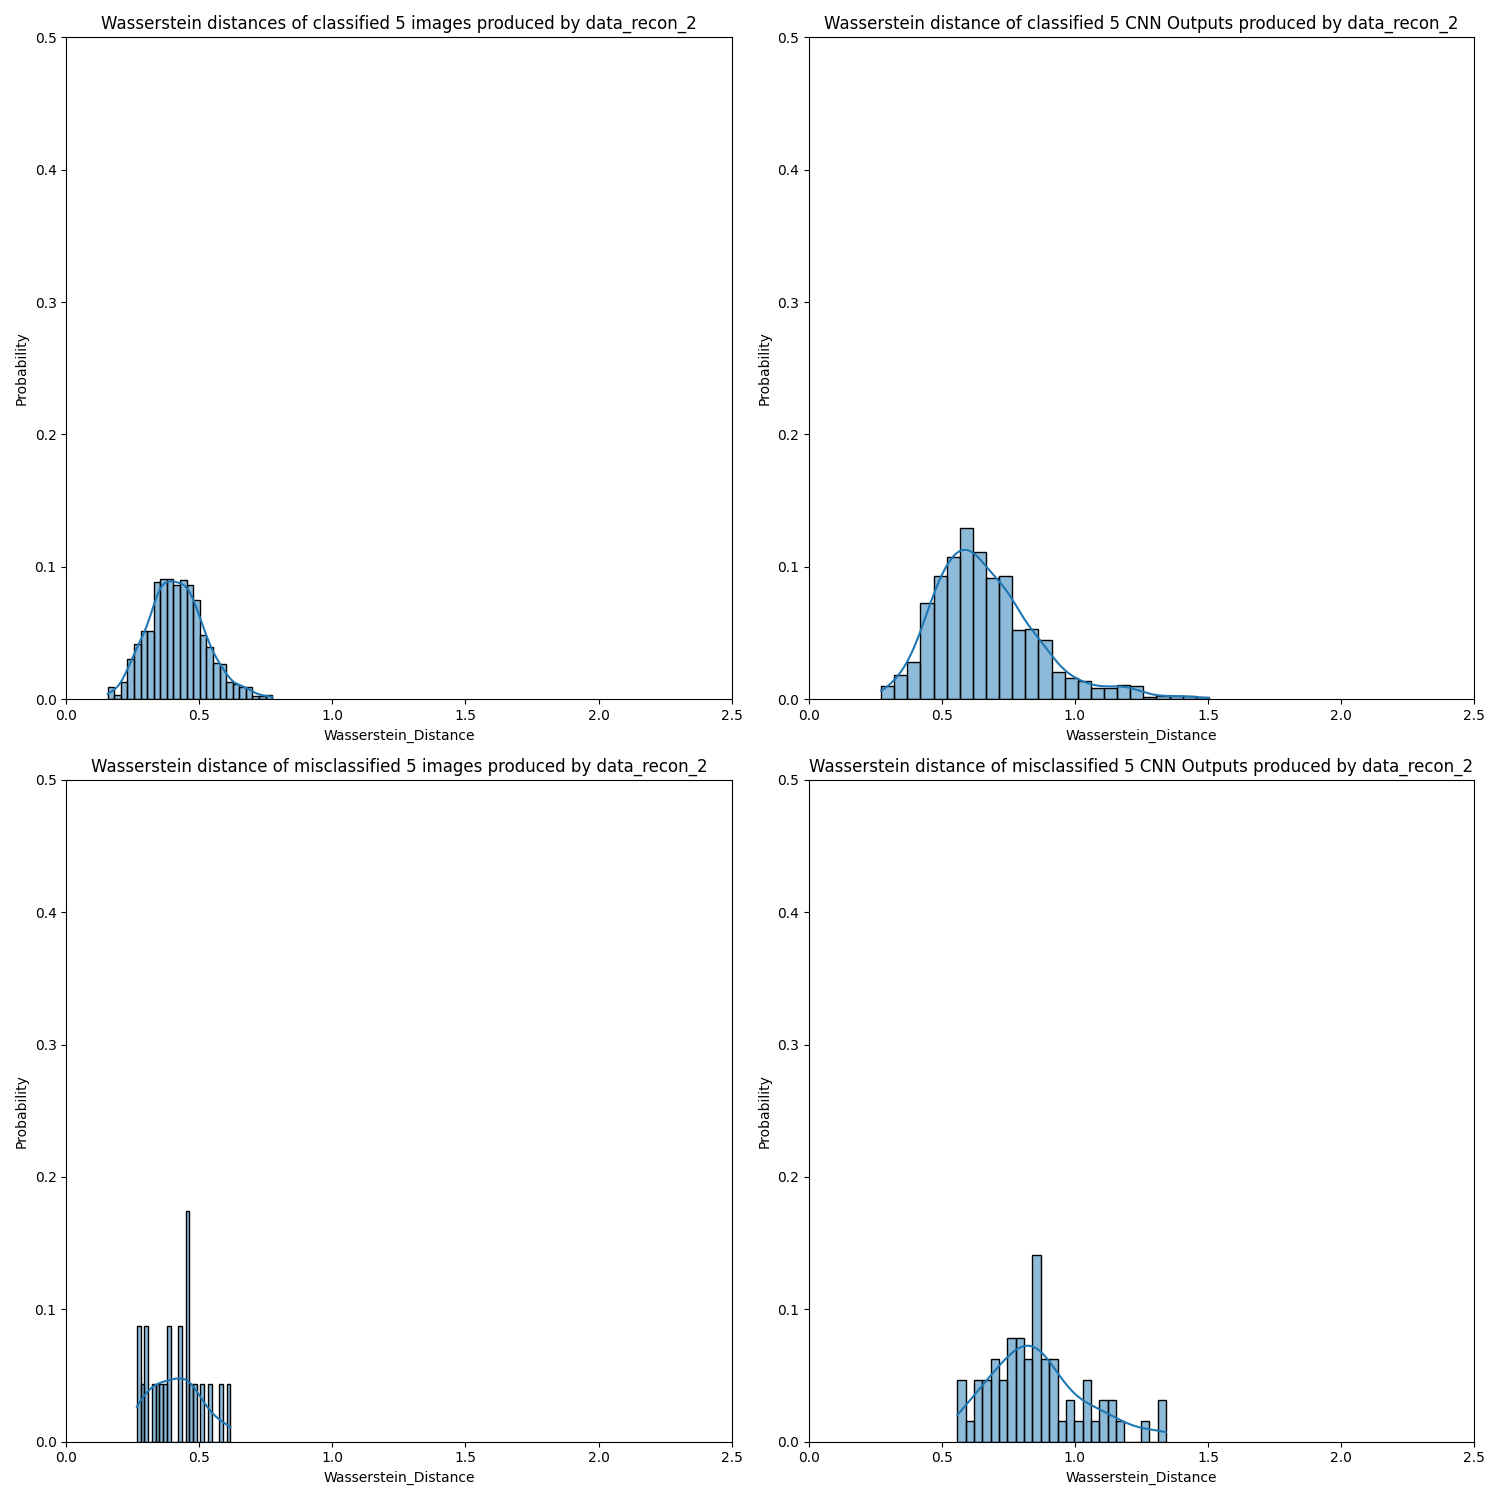 Wasserstein distances of classified 5 images produced by data_recon_2
0.5
0.4
0.3
0.2
0.1
0.0
Probability
0.0 0.5 1.0 1.5 2.0 2.5
Wasserstein_Distance
Wasserstein distance of classified 5 CNN Outputs produced by data_recon_2
0.5
0.4
0.3
0.2
0.1
0.0
Probability
0.0 0.5 1.0 1.5 2.0 2.5
Wasserstein_Distance
Wasserstein distance of misclassified 5 images produced by data_recon_2
0.5
0.4
0.3
0.2
0.1
0.0
Probability
0.0 0.5 1.0 1.5 2.0 2.5
Wasserstein_Distance
Wasserstein distance of misclassified 5 CNN Outputs produced by data_recon_2
0.5
0.4
0.3
0.2
0.1
0.0
Probability
0.0 0.5 1.0 1.5 2.0 2.5
Wasserstein_Distance